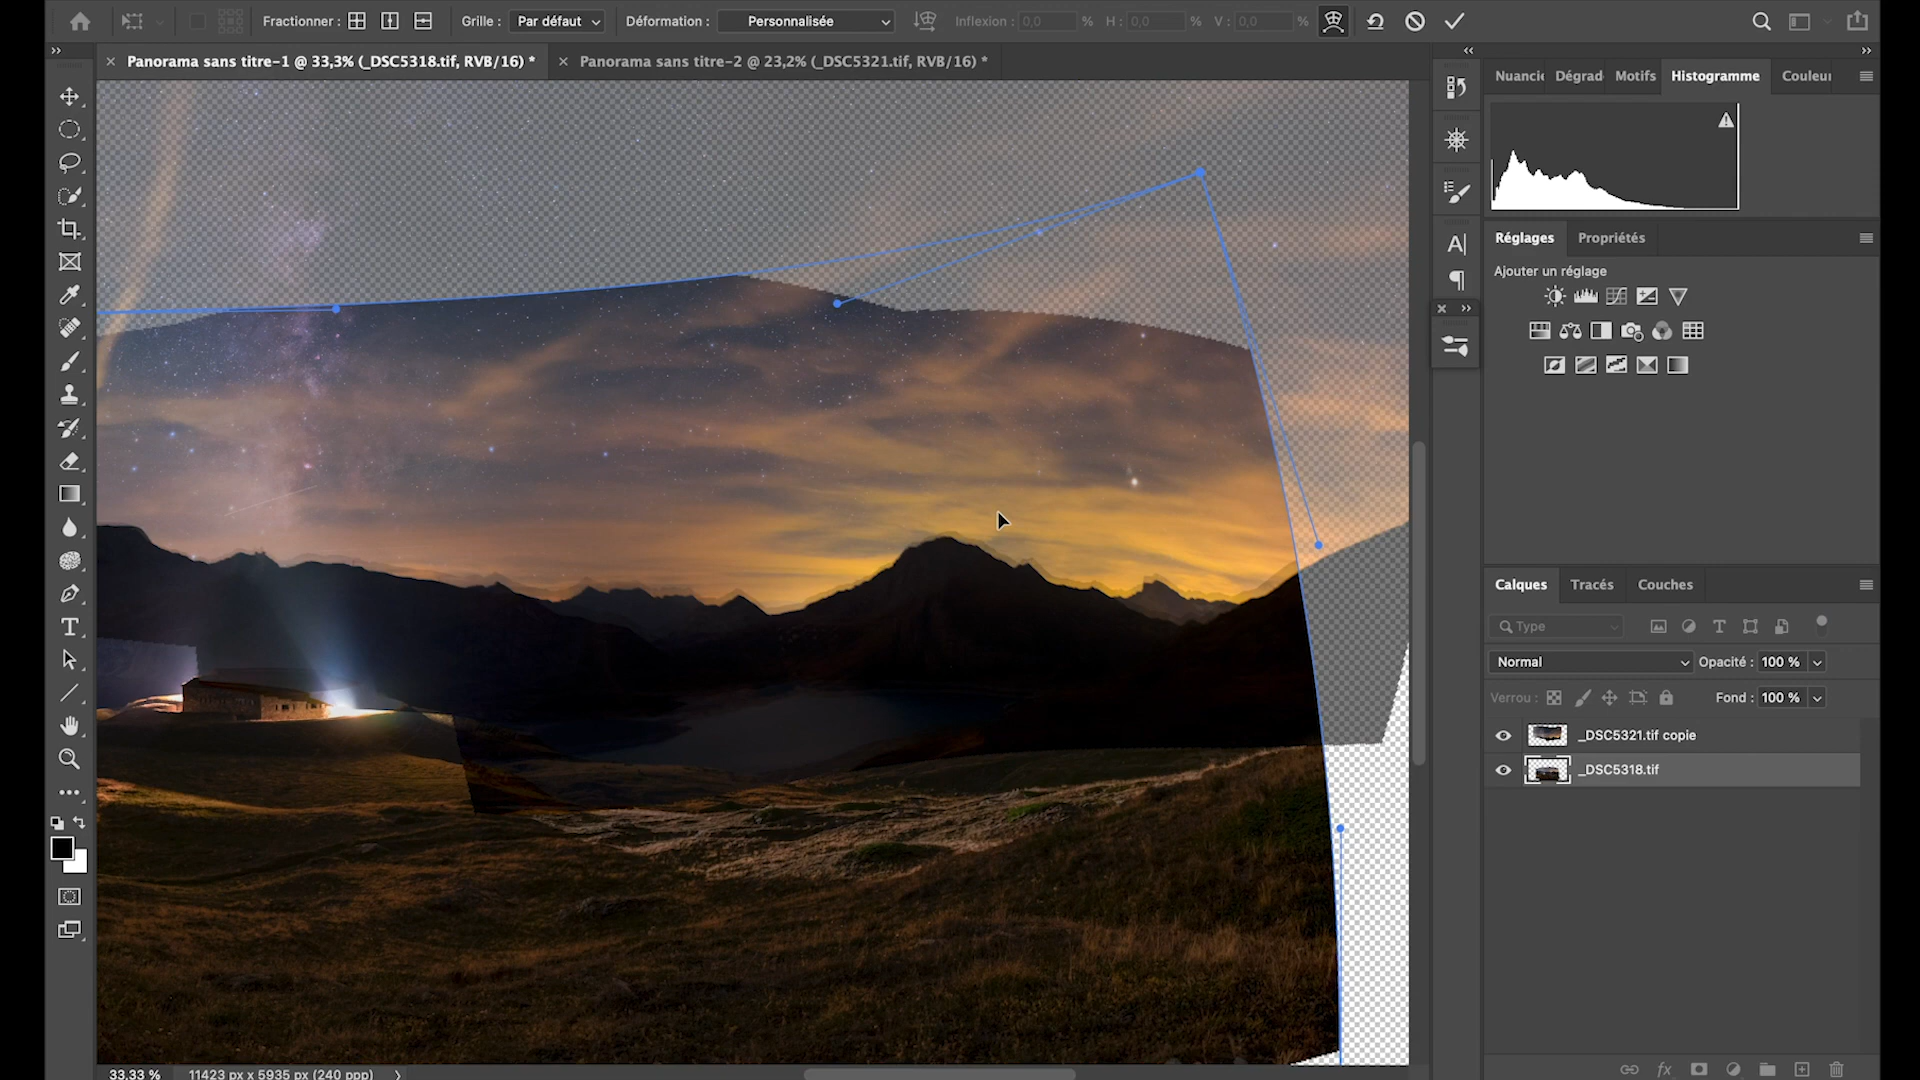 Fractionner : Grille : Par défaut Déformation : Personnalisée Inflexion : 0,0 % H : 0,0 % V : 0,0 %
Panorama sans titre-1 @ 33,3% (_DSC5318.tif, RVB/16) * Panorama sans titre-2 @ 23,2% (_DSC5321.tif, RVB/16) *
Nuancie Dégrad Motifs Histogramme Couleur
Réglages Propriétés
Ajouter un réglage
Calques Tracés Couches
Type
Normal Opacité : 100 %
Verrou : Fond : 100 %
_DSC5321.tif copie
_DSC5318.tif
33,33 % 11423 px x 5935 px (240 ppp)